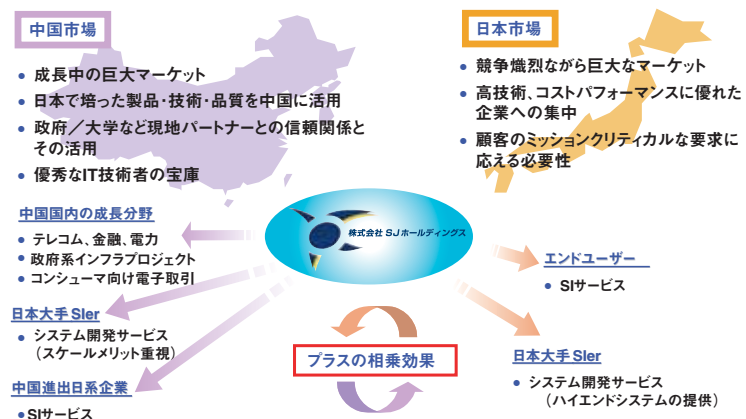 中国市場
• 成長中の巨大マーケット
• 日本で培った製品・技術・品質を中国に活用
• 政府／大学など現地パートナーとの信頼関係と
その活用
• 優秀なIT技術者の宝庫
日本市場
• 競争熾烈ながら巨大なマーケット
• 高技術、コストパフォーマンスに優れた
企業への集中
• 顧客のミッションクリティカルな要求に
応える必要性
株式会社 SJホールディングス
中国国内の成長分野
• テレコム、金融、電力
• 政府系インフラプロジェクト
• コンシューマ向け電子取引
日本大手SIer
• システム開発サービス
（スケールメリット重視）
中国進出日系企業
• SIサービス
プラスの相乗効果
エンドユーザー
• SIサービス
日本大手SIer
• システム開発サービス
（ハイエンドシステムの提供）